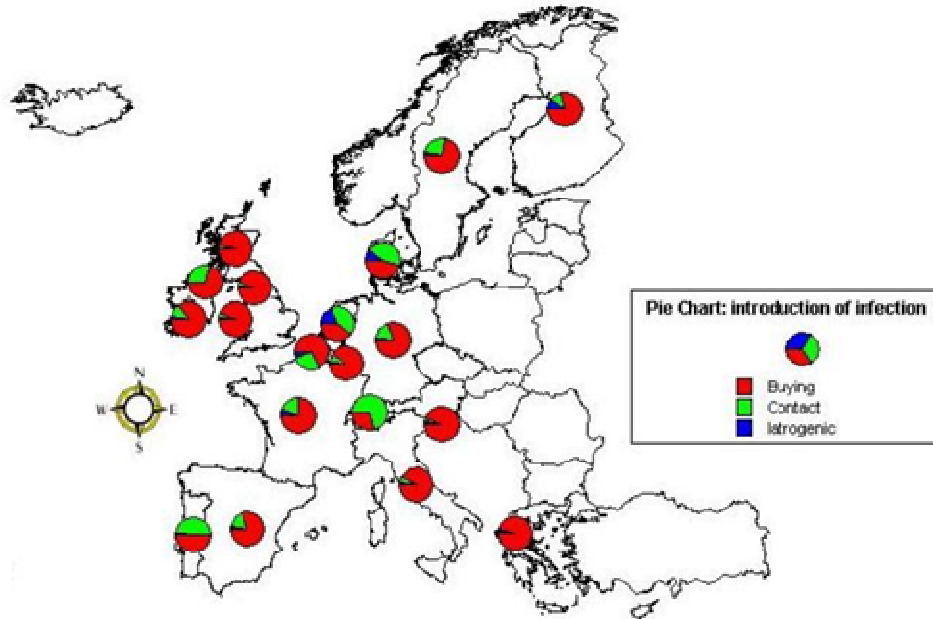 N
W E
S
Pie Chart: introduction of infection
Buying
Contact
Iatrogenic